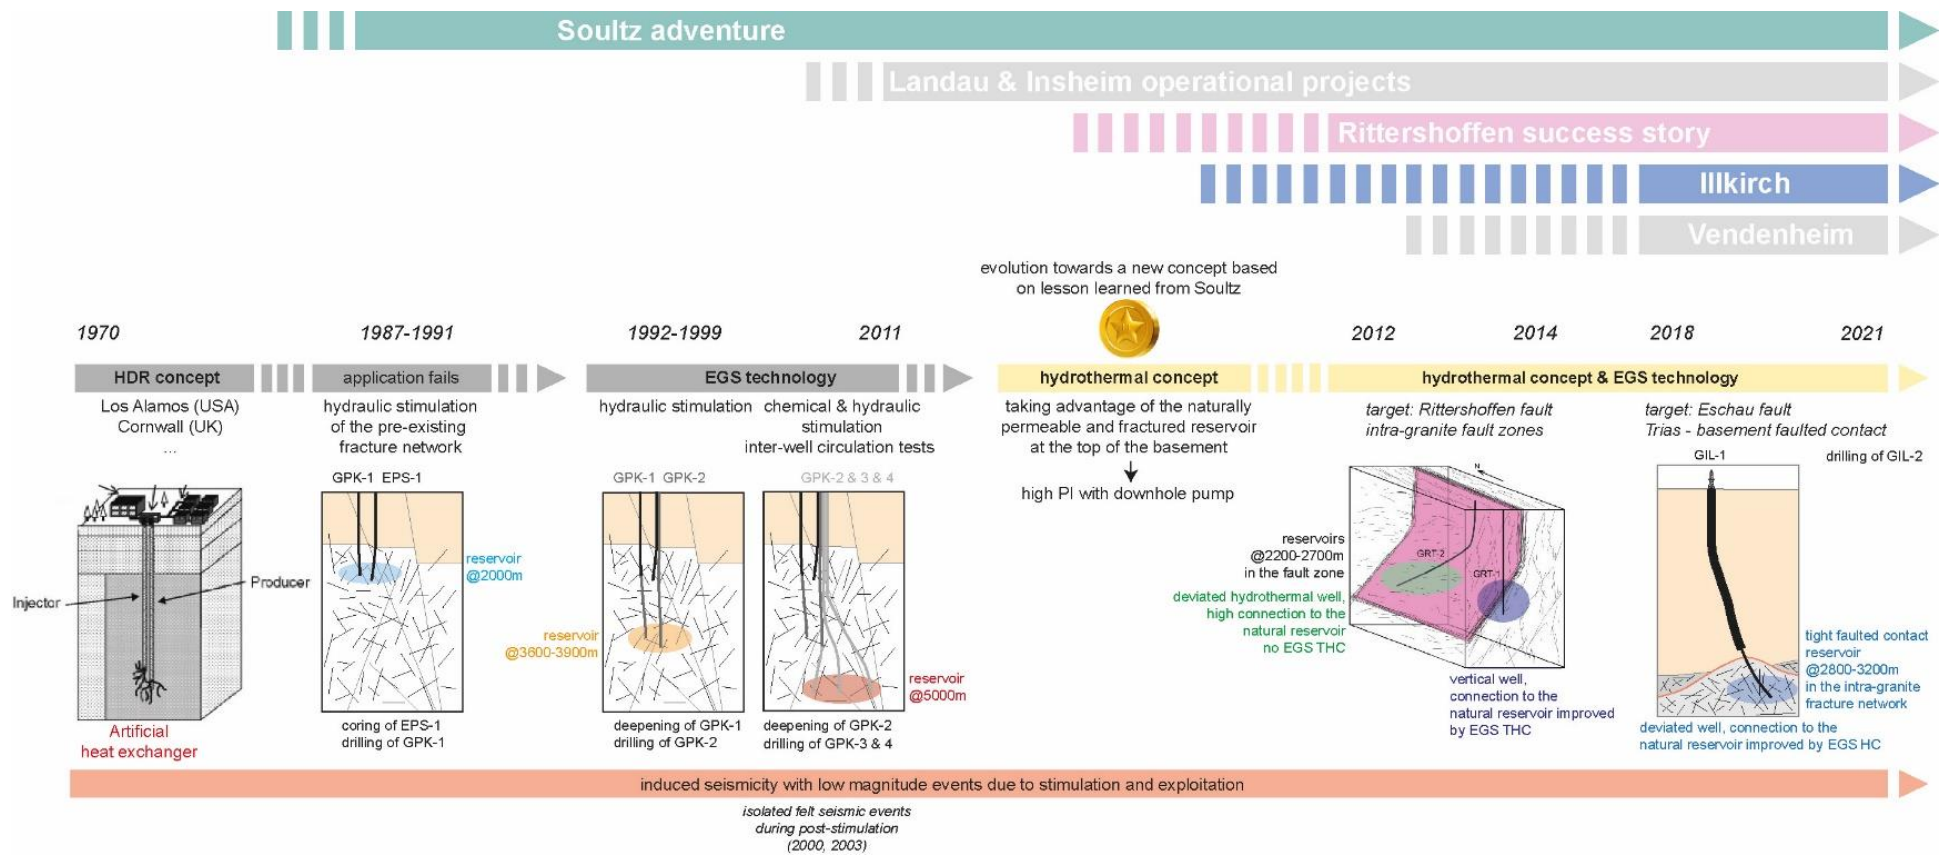 Soultz adventure
Landau & Insheim operational projects
Rittershoffen success story
Illkirch
Vendenheim
evolution towards a new concept based
on lesson learned from Soultz
1970
1987-1991
1992-1999
2011
2012
2014
2018
2021
HDR concept
application fails
EGS technology
hydrothermal concept
hydrothermal concept & EGS technology
Los Alamos (USA)
Cornwall (UK)
...
hydraulic stimulation
of the pre-existing
fracture network
hydraulic stimulation
chemical & hydraulic
stimulation
inter-well circulation tests
taking advantage of the naturally
permeable and fractured reservoir
at the top of the basement
high PI with downhole pump
target: Rittershoffen fault
intra-granite fault zones
target: Eschau fault
Trias - basement faulted contact
GIL-1
drilling of GIL-2
Injector
Producer
Artificial
heat exchanger
GPK-1 EPS-1
reservoir
@2000m
coring of EPS-1
drilling of GPK-1
GPK-1 GPK-2
reservoir
@3600-3900m
deepening of GPK-1
drilling of GPK-2
GPK-2 & 3 & 4
reservoir
@5000m
deepening of GPK-2
drilling of GPK-3 & 4
N
reservoirs
@2200-2700m
in the fault zone
GRT-2
GRT-1
deviated hydrothermal well,
high connection to the
natural reservoir
no EGS THC
vertical well,
connection to the
natural reservoir improved
by EGS THC
tight faulted contact
reservoir
@2800-3200m
in the intra-granite
fracture network
deviated well, connection to the
natural reservoir improved by EGS HC
induced seismicity with low magnitude events due to stimulation and exploitation
isolated felt seismic events
during post-stimulation
(2000, 2003)